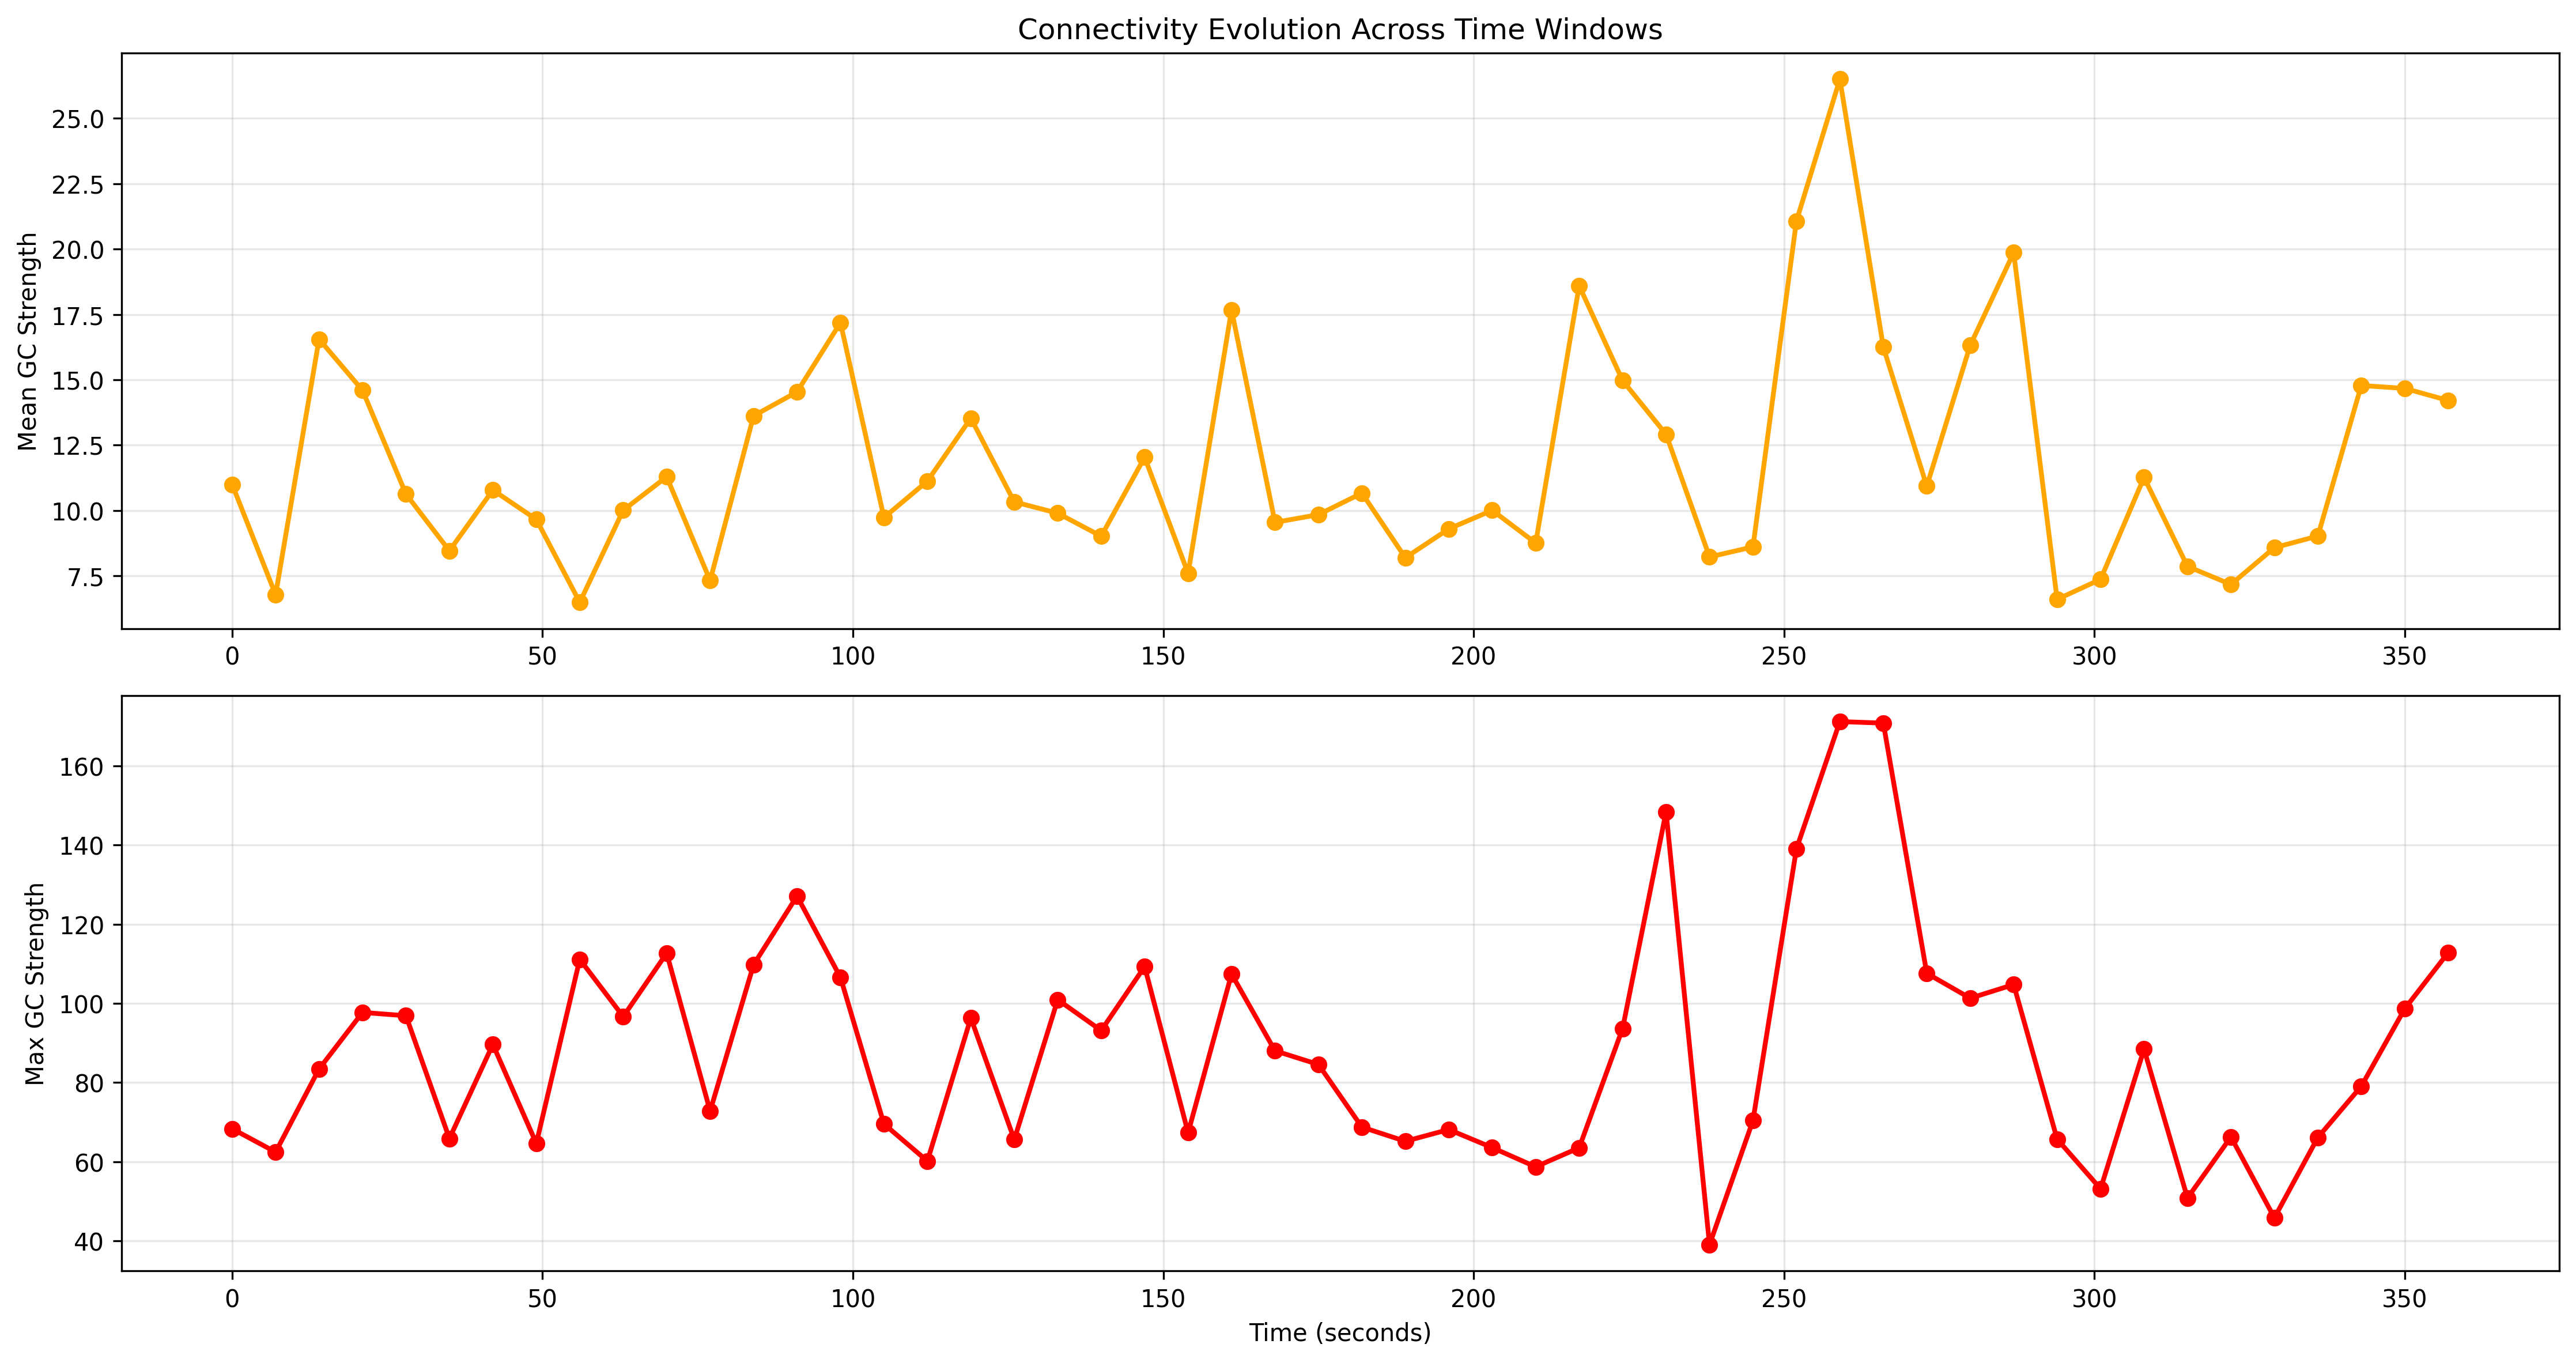 Connectivity Evolution Across Time Windows
Mean GC Strength
25.0
22.5
20.0
17.5
15.0
12.5
10.0
7.5
0 50 100 150 200 250 300 350
Max GC Strength
160
140
120
100
80
60
40
0 50 100 150 200 250 300 350
Time (seconds)